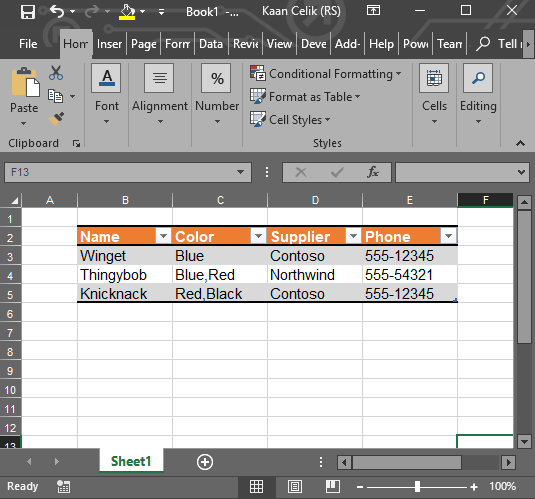 Book1 -... Kaan Celik (RS)
File Hom Inser Page Form Data Revie View Deve Add- Help Powe Team Tell m
Paste Font Alignment Number Conditional Formatting Format as Table Cell Styles Cells Editing
Clipboard Styles
F13 fx
A B C D E F
1
2 Name Color Supplier Phone
3 Winget Blue Contoso 555-12345
4 Thingybob Blue,Red Northwind 555-54321
5 Knicknack Red,Black Contoso 555-12345
6
7
8
9
10
11
12
13
Sheet1
Ready 100%